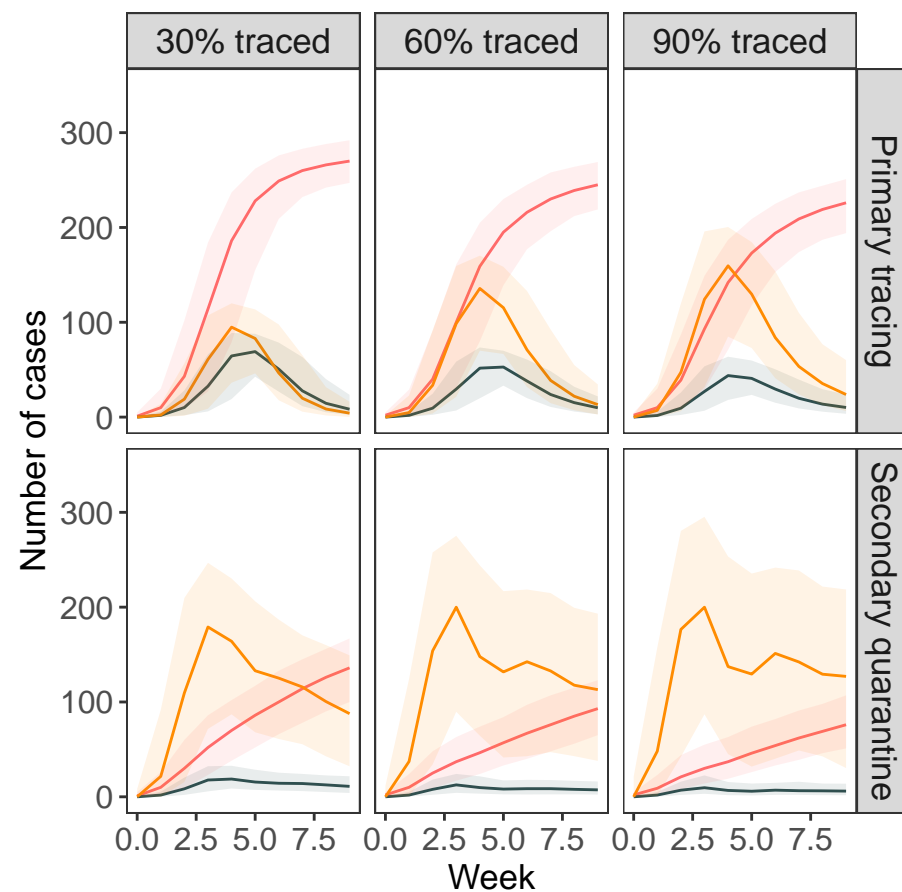 30% traced 60% traced 90% traced
Number of cases
300
200
100
0
Primary tracing
300
200
100
0
Secondary quarantine
0.0 2.5 5.0 7.5 0.0 2.5 5.0 7.5 0.0 2.5 5.0 7.5
Week